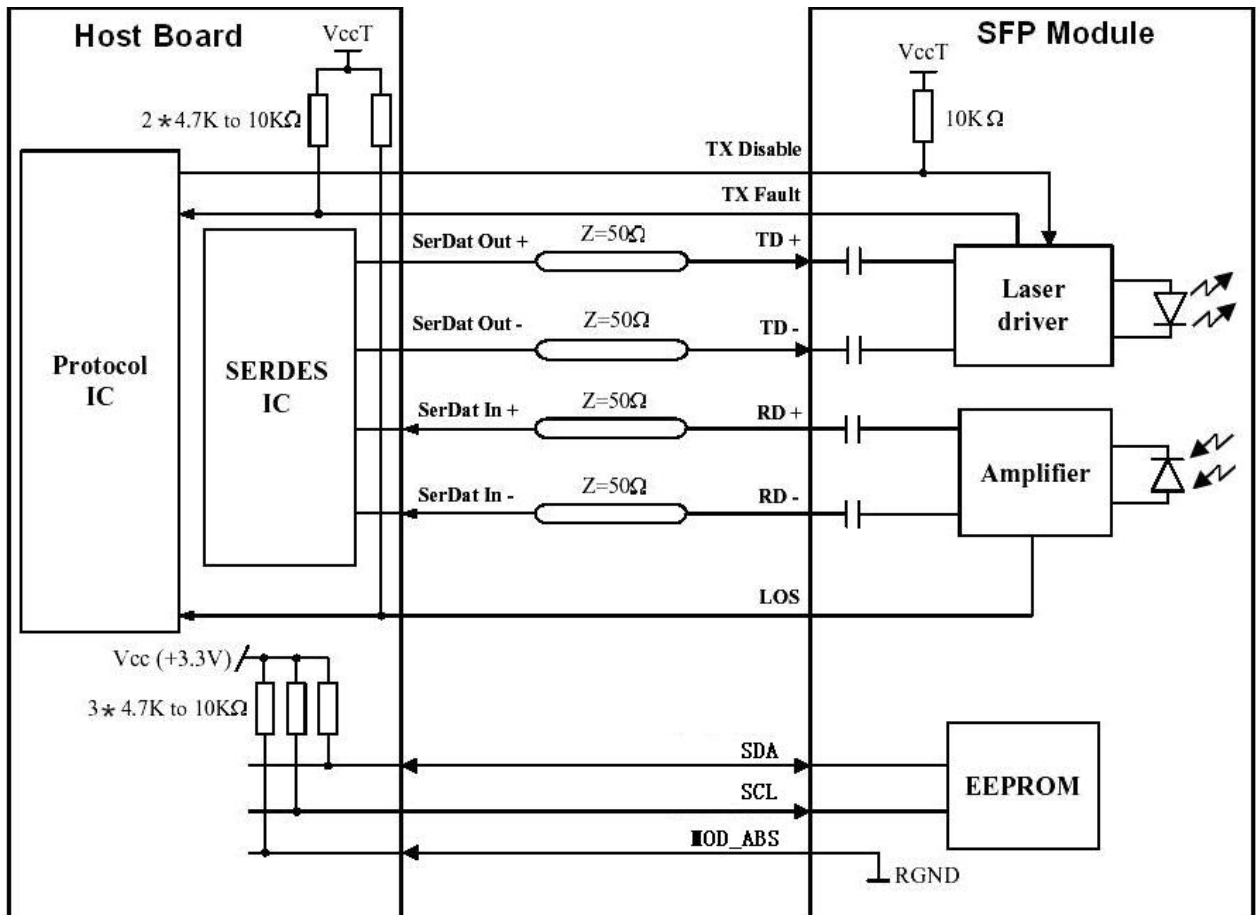 Host Board
SFP Module
VccT
VccT
2*4.7K to 10KΩ
10KΩ
TX Disable
TX Fault
SerDat Out +
Z=50Ω
TD +
Laser
driver
SerDat Out -
Z=50Ω
TD -
Protocol
IC
SERDES
IC
SerDat In +
Z=50Ω
RD +
Amplifier
SerDat In -
Z=50Ω
RD -
LOS
Vcc (+3.3V)
3*4.7K to 10KΩ
SDA
SCL
EEPROM
MOD_ABS
RGND